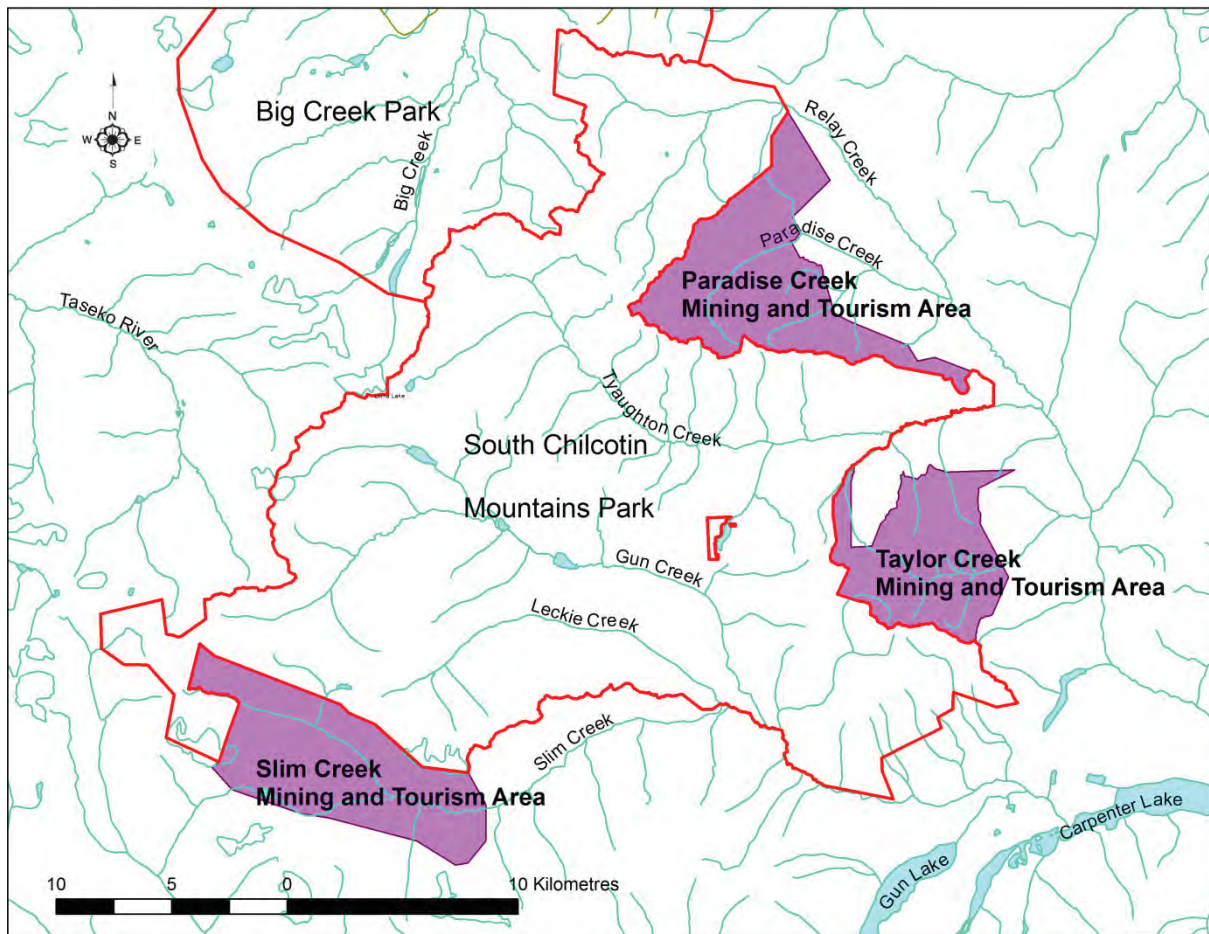 Big Creek Park
N
W E
S
Relay Creek
Big Creek
Paradise Creek
Paradise Creek
Mining and Tourism Area
Taseko River
Tyaughton Creek
South Chilcotin
Mountains Park
Gun Creek
Taylor Creek
Mining and Tourism Area
Leckie Creek
Slim Creek
Slim Creek
Mining and Tourism Area
Carpenter Lake
Gun Lake
10 5 0 10 Kilometres